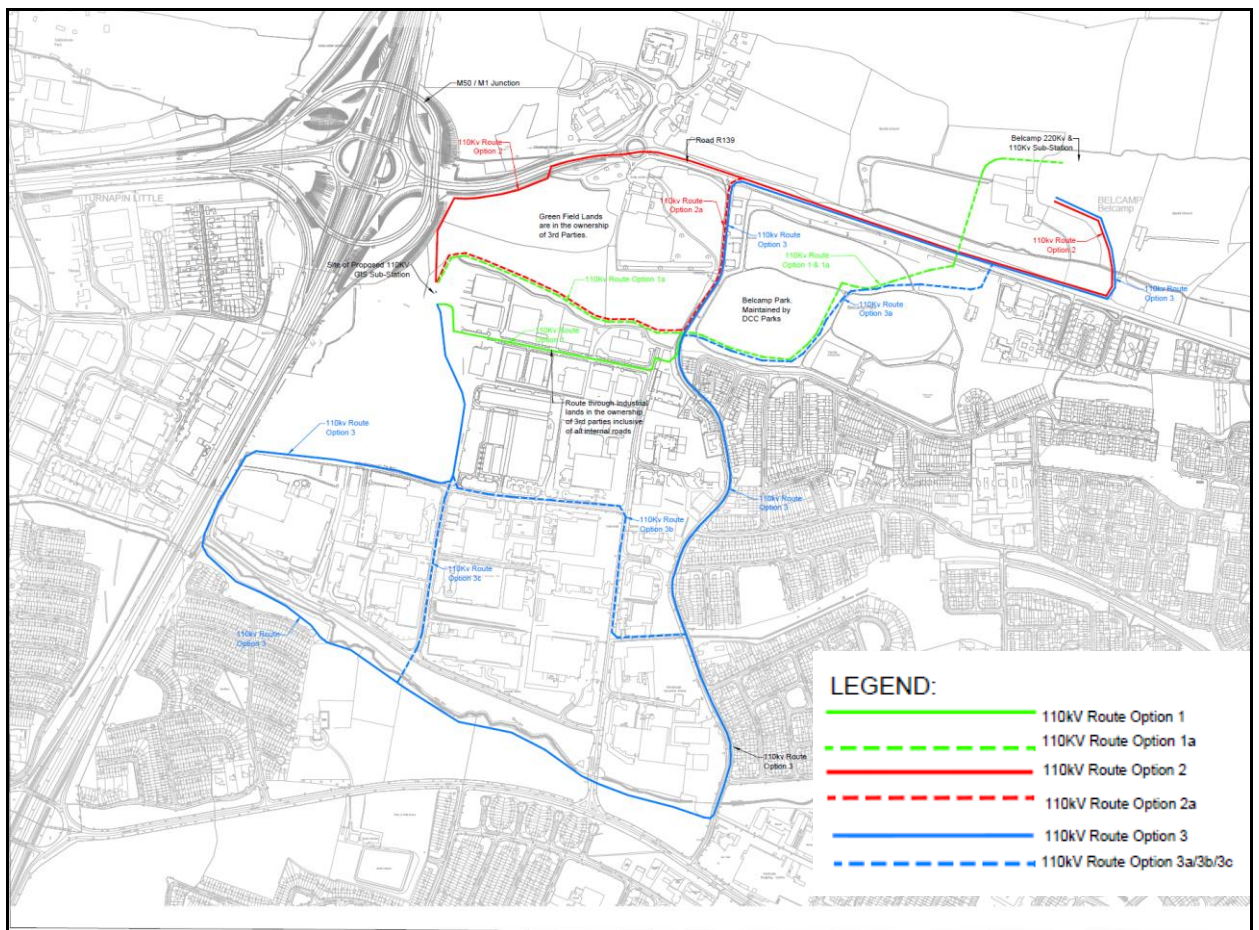 M50 / M1 Junction
110Kv Route
Option 2
Road R139
Belcamp 220Kv &
110Kv Sub-Station
TURNAPIN LITTLE
BELCAMP
Belcamp
110kv Route
Option 2a
Green Field Lands
are in the ownership
of 3rd Parties.
110kv Route
Option 3
110kv Route
Option 2
Site of Proposed 110KV
GIS Sub-Station
110Kv Route Option 1a
110Kv Route
Option 1 & 1a
110kv Route
Option 3
Belcamp Park.
Maintained by
DCC Parks
110Kv Route
Option 3a
110Kv Route
Route through Industrial
lands in the ownership
of 3rd parties inclusive
of all internal roads
110kv Route
Option 3
110kv Route
Option 3
110Kv Route
Option 3b
110Kv Route
Option 3c
110kv Route
Option 3
110kv Route
Option 3
LEGEND:
110kV Route Option 1
110KV Route Option 1a
110kV Route Option 2
110kV Route Option 2a
110kV Route Option 3
110kV Route Option 3a/3b/3c